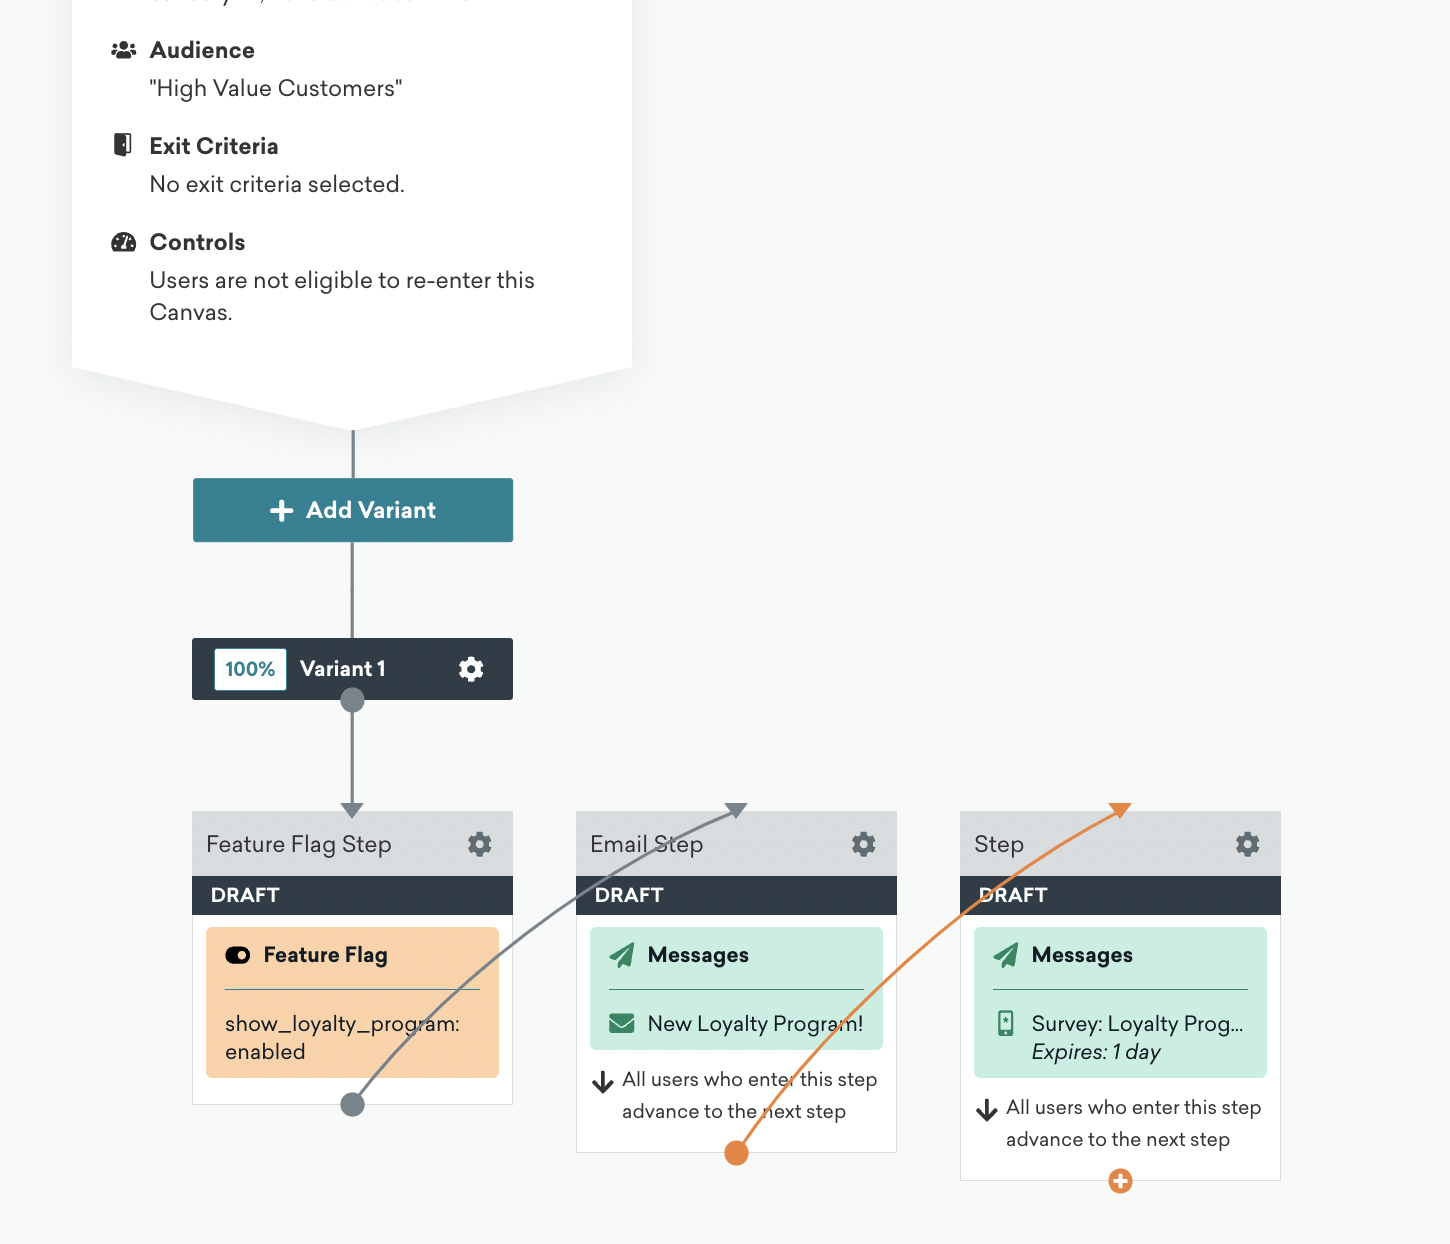 Audience
"High Value Customers"
Exit Criteria
No exit criteria selected.
Controls
Users are not eligible to re-enter this
Canvas.
Add Variant
100% Variant 1
Feature Flag Step
DRAFT
Feature Flag
show_loyalty_program:
enabled
Email Step
DRAFT
Messages
New Loyalty Program!
All users who enter this step
advance to the next step
Step
DRAFT
Messages
Survey: Loyalty Prog...
Expires: 1 day
All users who enter this step
advance to the next step